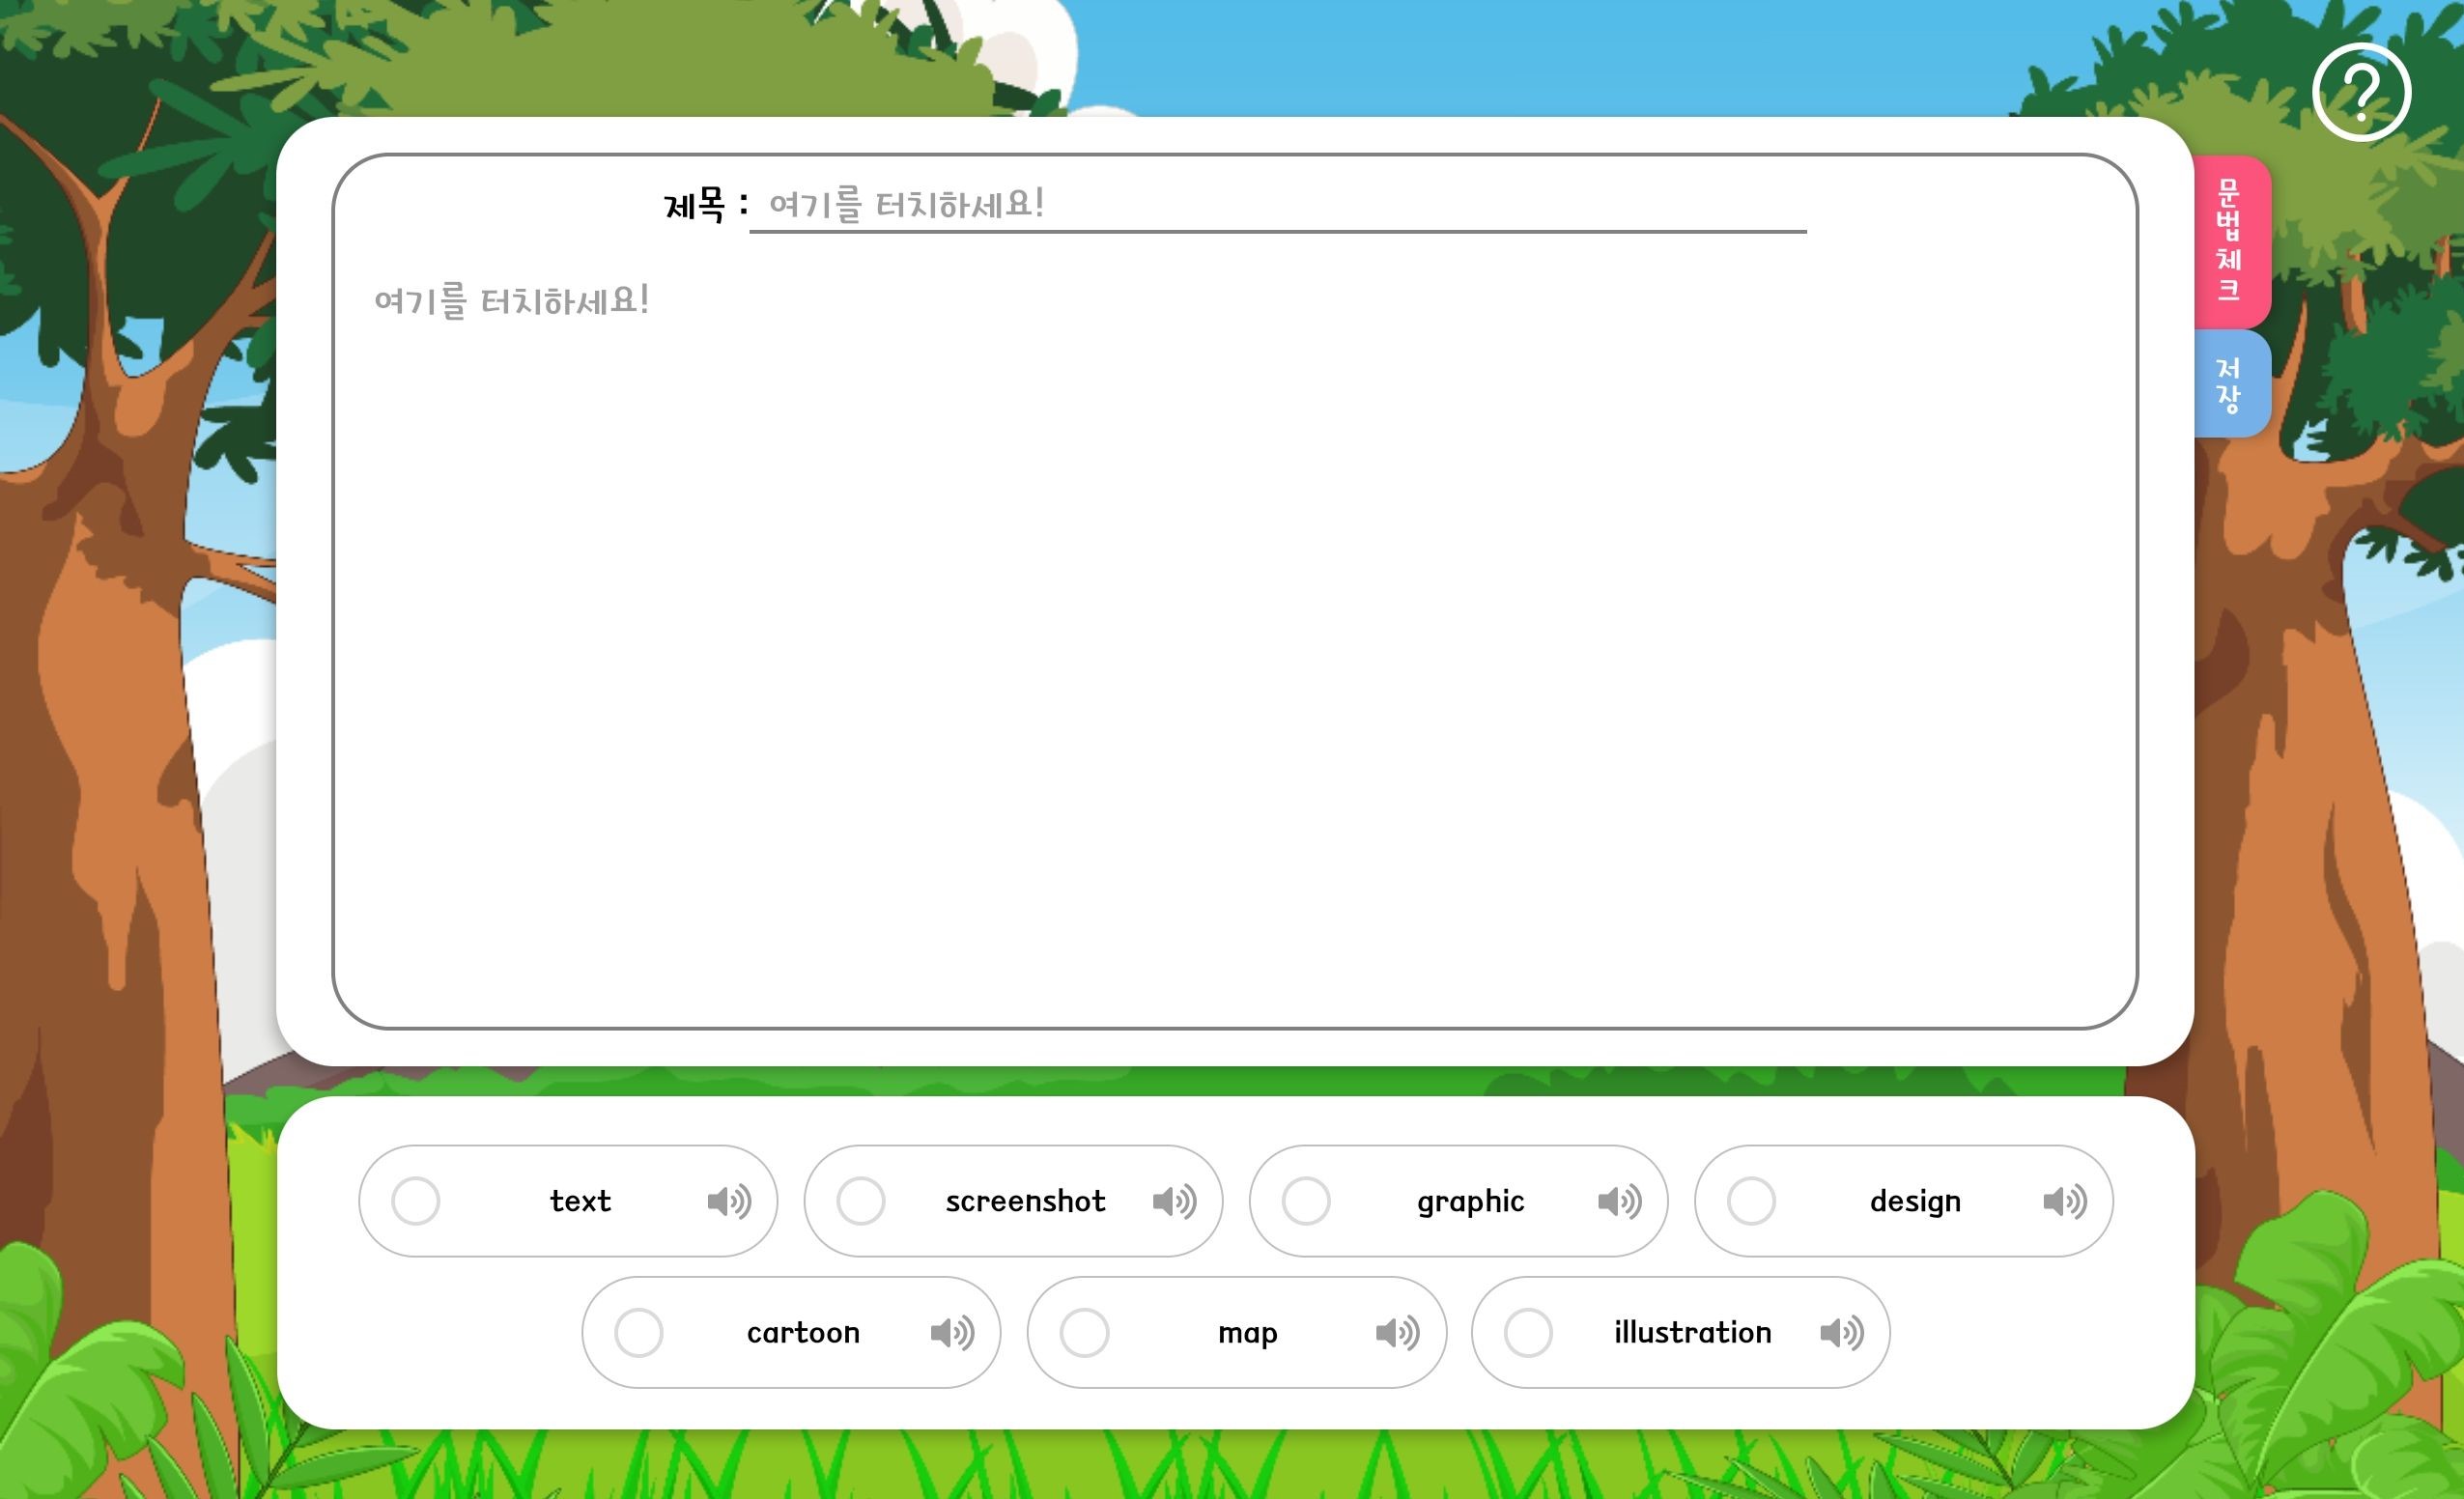 ?
제목 : 여기를 터치하세요!
여기를 터치하세요!
문법 체크
저장
text
screenshot
graphic
design
cartoon
map
illustration